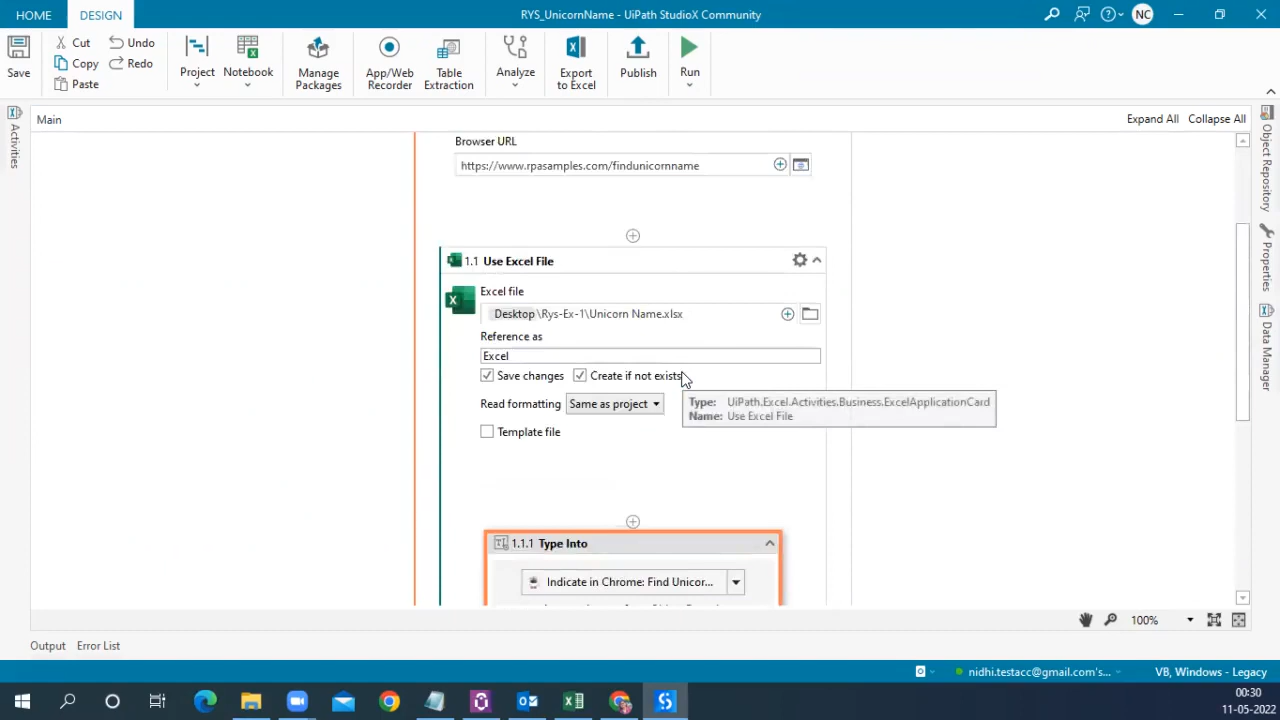 HOME
DESIGN
RYS_UnicornName - UiPath StudioX Community
NC
Save
Cut
Copy
Paste
Undo
Redo
Project
Notebook
Manage
Packages
App/Web
Recorder
Table
Extraction
Analyze
Export
to Excel
Publish
Run
Activities
Main
Expand All
Collapse All
Object Repository
Properties
Data Manager
Browser URL
https://www.rpasamples.com/findunicornname
1.1 Use Excel File
Excel file
Desktop\Rys-Ex-1\Unicorn Name.xlsx
Reference as
Excel
Save changes
Create if not exists
Type: UiPath.Excel.Activities.Business.ExcelApplicationCard
Name: Use Excel File
Read formatting
Same as project
Template file
1.1.1 Type Into
Indicate in Chrome: Find Unicor...
100%
Output
Error List
nidhi.testacc@gmail.com's...
VB, Windows - Legacy
00:30
11-05-2022